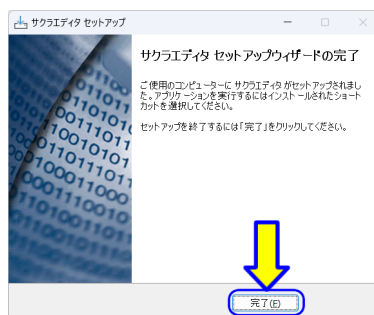 サクラエディタ セットアップ
サクラエディタ セットアップウィザードの完了
ご使用のコンピューターに サクラエディタ がセットアップされまし
た。アプリケーションを実行するにはインストールされたショート
カットを選択してください。
セットアップを終了するには「完了」をクリックしてください。
完了(F)